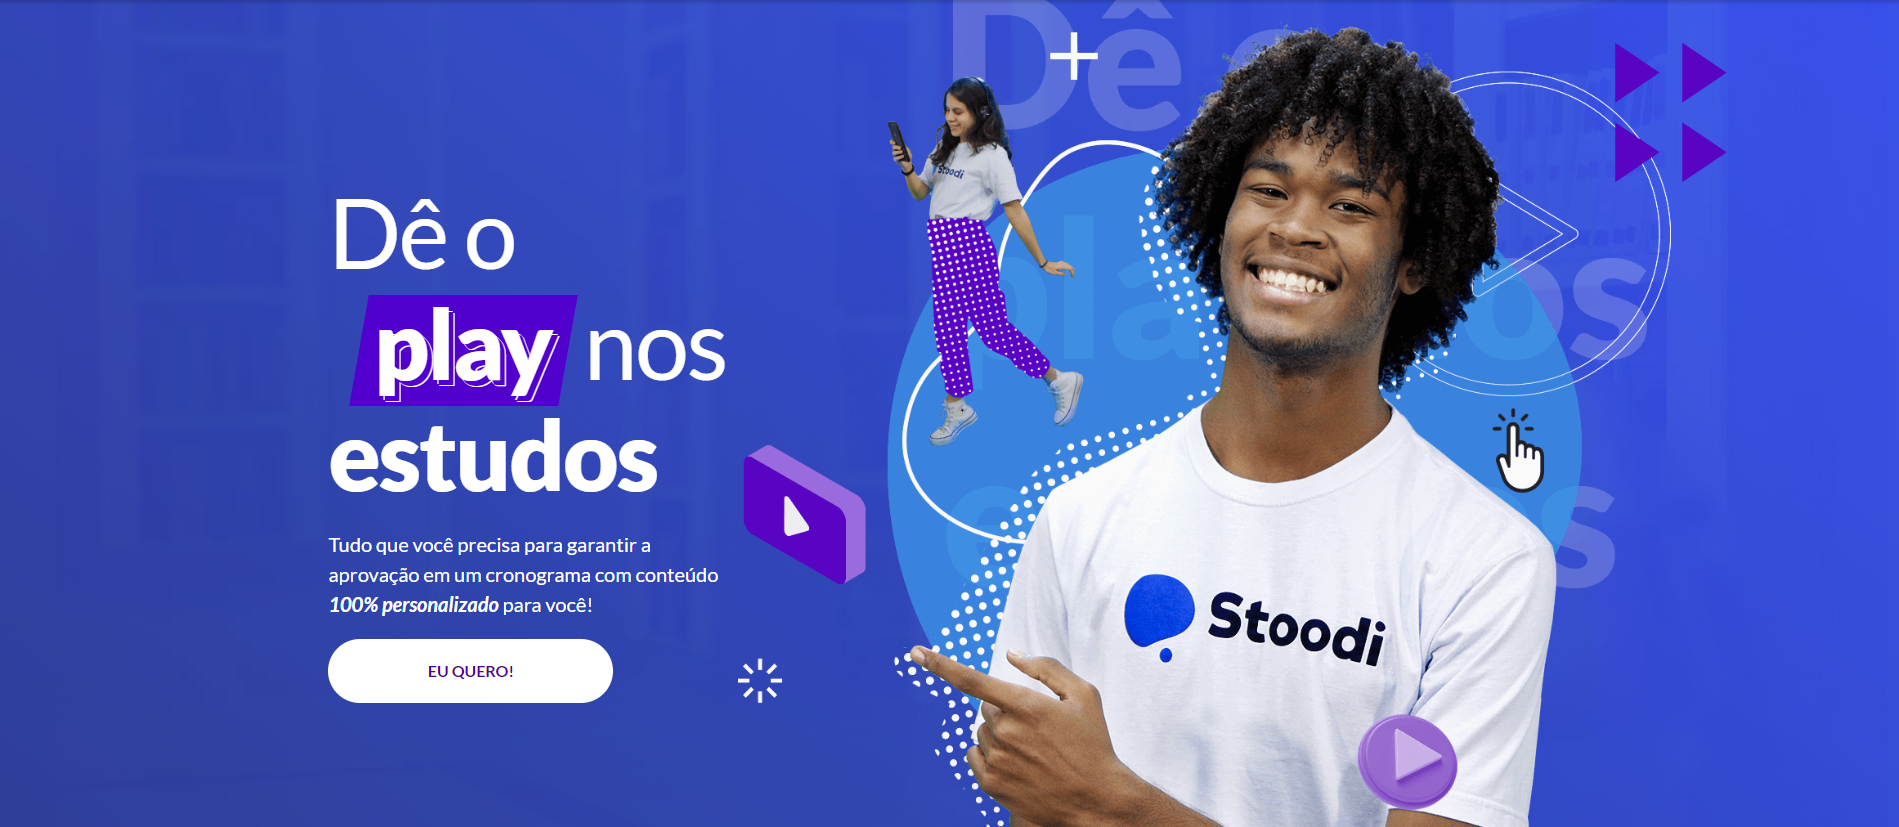 Dê o
play nos
estudos
Tudo que você precisa para garantir a
aprovação em um cronograma com conteúdo
100% personalizado para você!
EU QUERO!
Stoodi
Stoodi